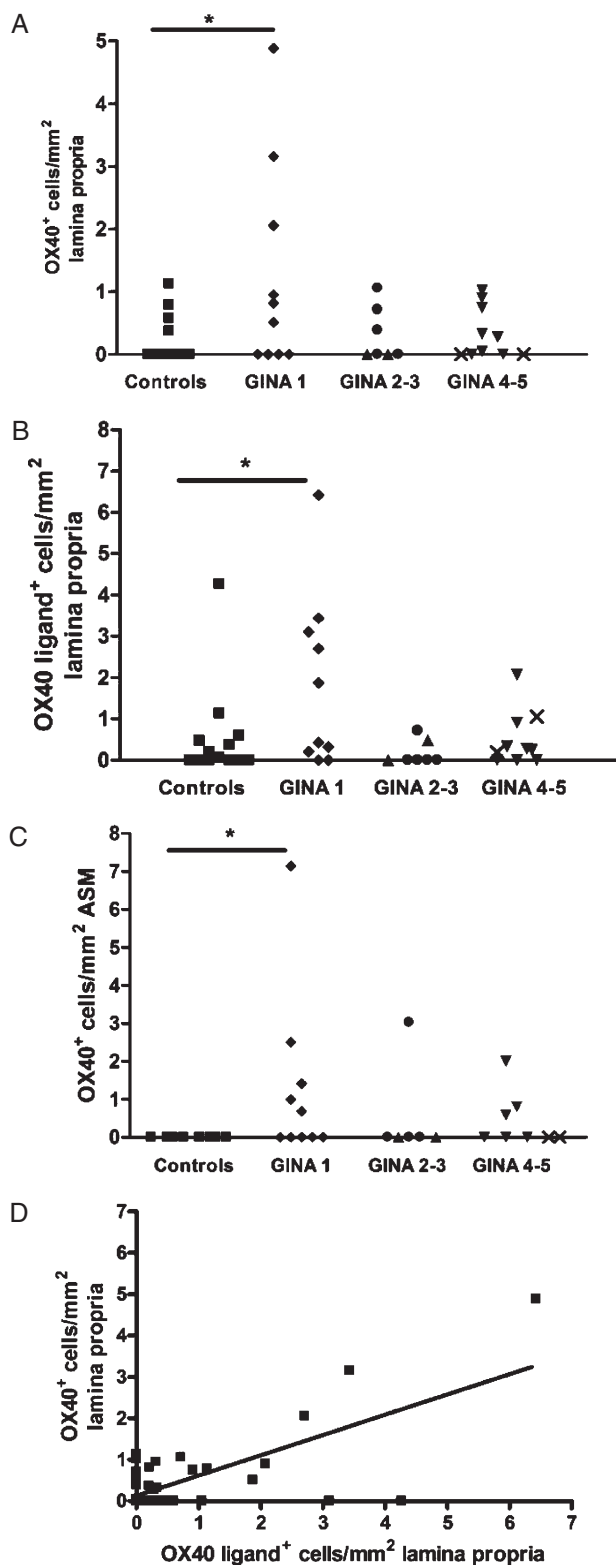 A
*
5
4
3
2
1
0
OX40⁺ cells/mm²
lamina propria
Controls GINA 1 GINA 2-3 GINA 4-5
B
*
8
7
6
5
4
3
2
1
0
OX40 ligand⁺ cells/mm²
lamina propria
Controls GINA 1 GINA 2-3 GINA 4-5
C
*
8
7
6
5
4
3
2
1
0
OX40⁺ cells/mm² ASM
Controls GINA 1 GINA 2-3 GINA 4-5
D
7
6
5
4
3
2
1
0
OX40⁺ cells/mm²
lamina propria
0 1 2 3 4 5 6 7
OX40 ligand⁺ cells/mm² lamina propria